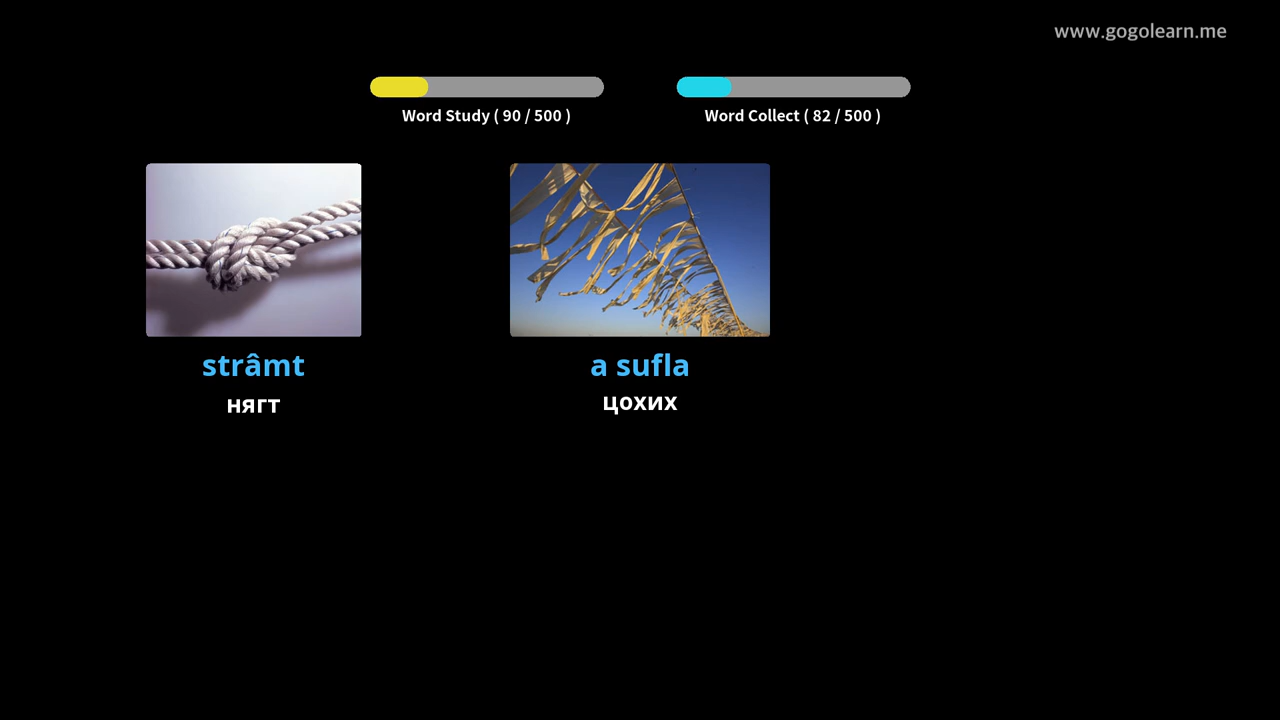 www.gogolearn.me
Word Study ( 90 / 500 )
Word Collect ( 82 / 500 )
strâmt
нягт
a sufla
цохих